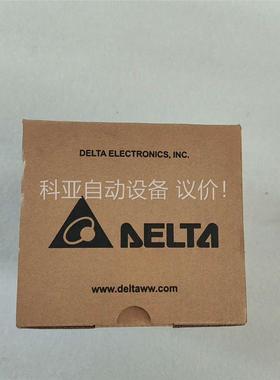 DELTA ELECTRONICS, INC.
科亚自动设备 议价！
DELTA
www.deltaww.com